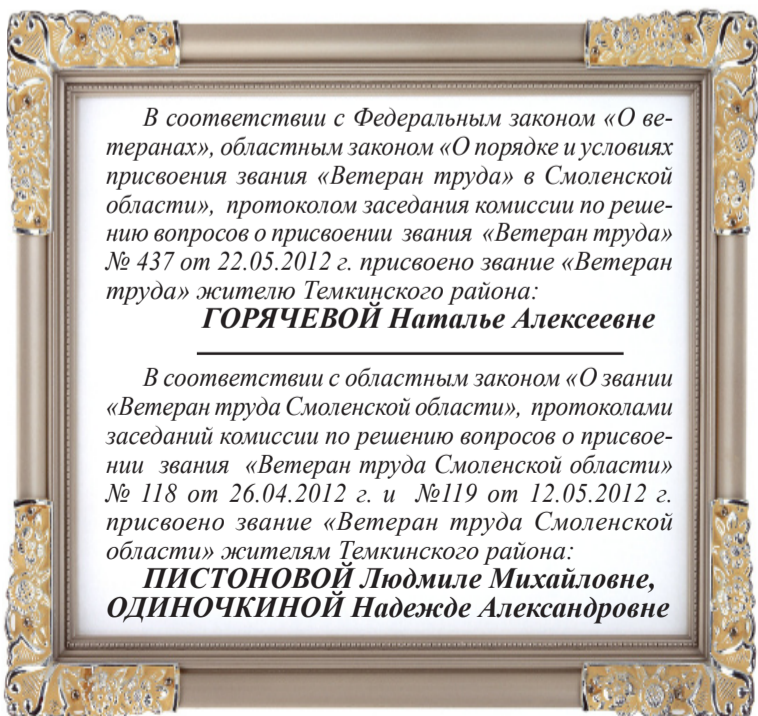 В соответствии с Федеральным законом «О ве-
теранах», областным законом «О порядке и условиях
присвоения звания «Ветеран труда» в Смоленской
области», протоколом заседания комиссии по реше-
нию вопросов о присвоении звания «Ветеран труда»
№ 437 от 22.05.2012 г. присвоено звание «Ветеран
труда» жителю Темкинского района:
ГОРЯЧЕВОЙ Наталье Алексеевне
В соответствии с областным законом «О звании
«Ветеран труда Смоленской области», протоколами
заседаний комиссии по решению вопросов о присвое-
нии звания «Ветеран труда Смоленской области»
№ 118 от 26.04.2012 г. и №119 от 12.05.2012 г.
присвоено звание «Ветеран труда Смоленской
области» жителям Темкинского района:
ПИСТОНОВОЙ Людмиле Михайловне,
ОДИНОЧКИНОЙ Надежде Александровне